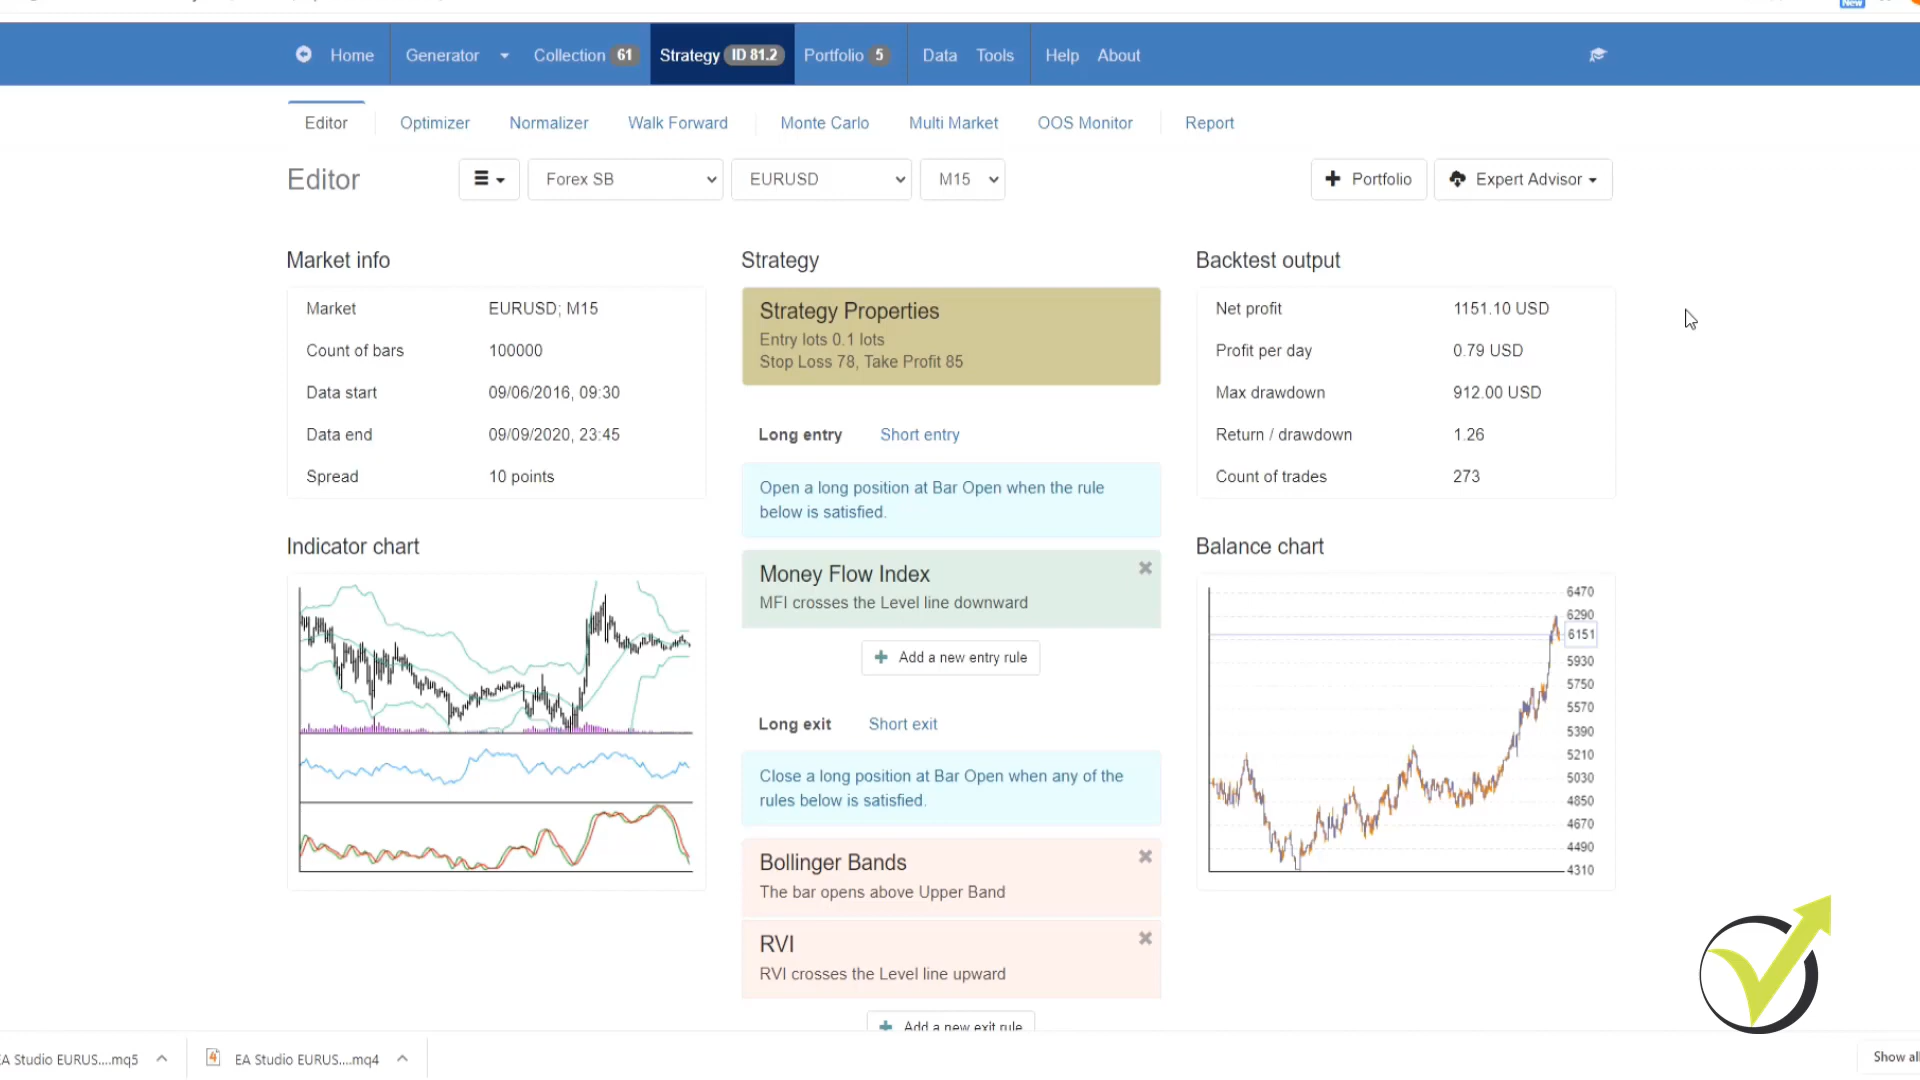 New
Home
Generator
Collection 61
Strategy ID 81.2
Portfolio 5
Data
Tools
Help
About
Editor
Optimizer
Normalizer
Walk Forward
Monte Carlo
Multi Market
OOS Monitor
Report
Editor
Forex SB
EURUSD
M15
Portfolio
Expert Advisor
Market info
Market EURUSD; M15
Count of bars 100000
Data start 09/06/2016, 09:30
Data end 09/09/2020, 23:45
Spread 10 points
Indicator chart
Strategy
Strategy Properties
Entry lots 0.1 lots
Stop Loss 78, Take Profit 85
Long entry Short entry
Open a long position at Bar Open when the rule
below is satisfied.
Money Flow Index
MFI crosses the Level line downward
Add a new entry rule
Long exit Short exit
Close a long position at Bar Open when any of the
rules below is satisfied.
Bollinger Bands
The bar opens above Upper Band
RVI
RVI crosses the Level line upward
Add a new exit rule
Backtest output
Net profit 1151.10 USD
Profit per day 0.79 USD
Max drawdown 912.00 USD
Return / drawdown 1.26
Count of trades 273
Balance chart
6470
6290
6151
5930
5750
5570
5390
5210
5030
4850
4670
4490
4310
EA Studio EURUS....mq5
EA Studio EURUS....mq4
Show all